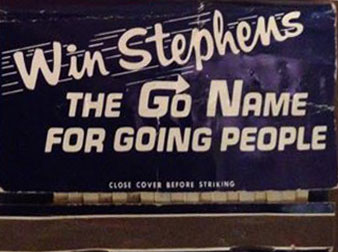 Win Stephens
THE GO NAME
FOR GOING PEOPLE
CLOSE COVER BEFORE STRIKING